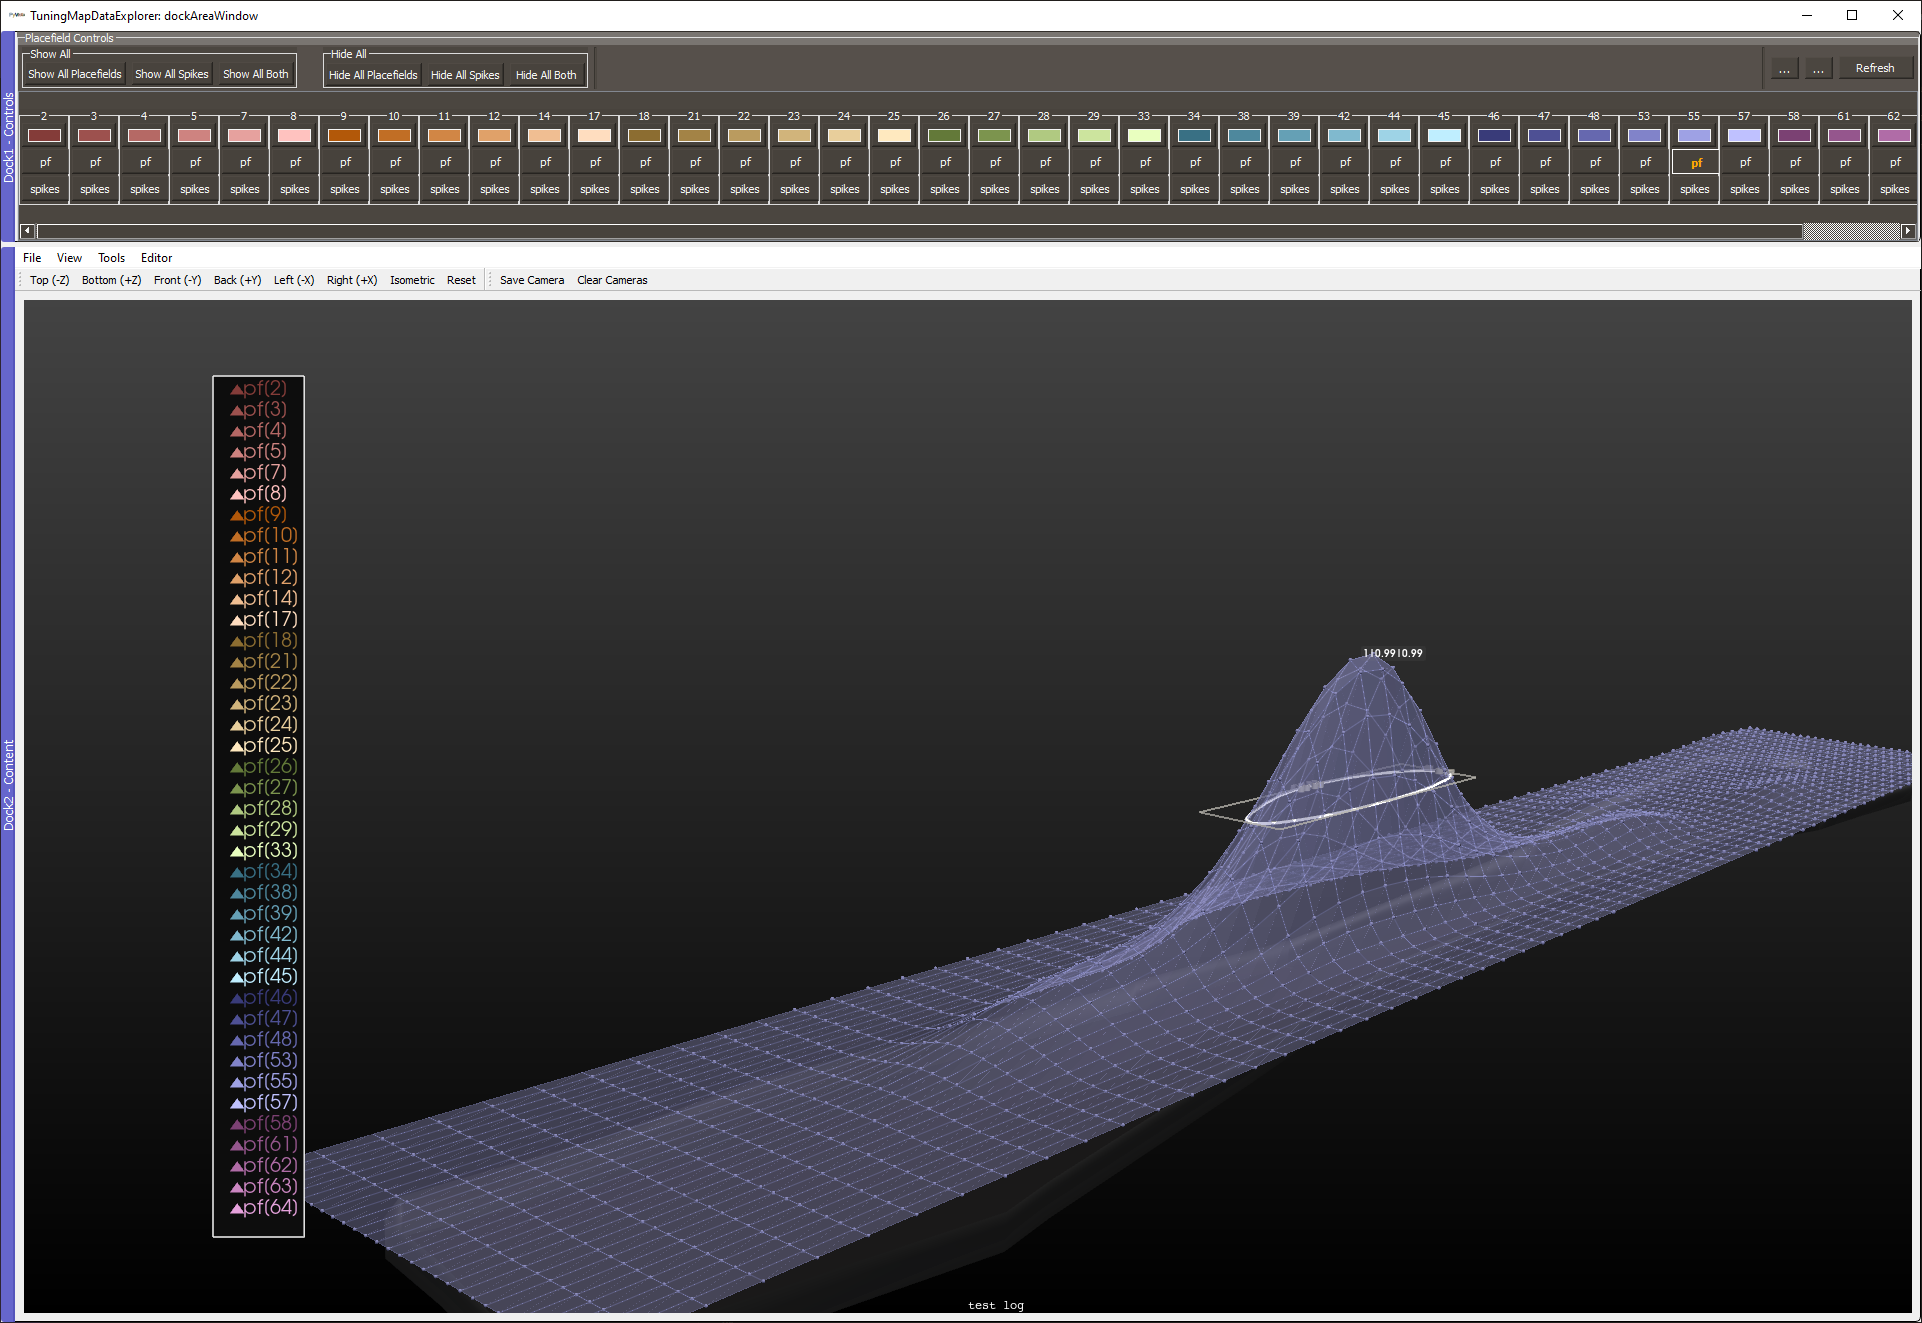 TuningMapDataExplorer: dockAreaWindow
Placefield Controls
Show All
Show All Placefields Show All Spikes Show All Both
Hide All
Hide All Placefields Hide All Spikes Hide All Both
... ... Refresh
Dock1 - Controls
2 3 4 5 7 8 9 10 11 12 14 17 18 21 22 23 24 25 26 27 28 29 33 34 38 39 42 44 45 46 47 48 53 55 57 58 61 62
pf pf pf pf pf pf pf pf pf pf pf pf pf pf pf pf pf pf pf pf pf pf pf pf pf pf pf pf pf pf pf pf pf pf pf pf pf pf
spikes spikes spikes spikes spikes spikes spikes spikes spikes spikes spikes spikes spikes spikes spikes spikes spikes spikes spikes spikes spikes spikes spikes spikes spikes spikes spikes spikes spikes spikes spikes spikes spikes spikes spikes spikes spikes spikes
Dock2 - Content
File View Tools Editor
Top (-Z) Bottom (+Z) Front (-Y) Back (+Y) Left (-X) Right (+X) Isometric Reset Save Camera Clear Cameras
pf(2)
pf(3)
pf(4)
pf(5)
pf(7)
pf(8)
pf(9)
pf(10)
pf(11)
pf(12)
pf(14)
pf(17)
pf(18)
pf(21)
pf(22)
pf(23)
pf(24)
pf(25)
pf(26)
pf(27)
pf(28)
pf(29)
pf(33)
pf(34)
pf(38)
pf(39)
pf(42)
pf(44)
pf(45)
pf(46)
pf(47)
pf(48)
pf(53)
pf(55)
pf(57)
pf(58)
pf(61)
pf(62)
pf(63)
pf(64)
test log